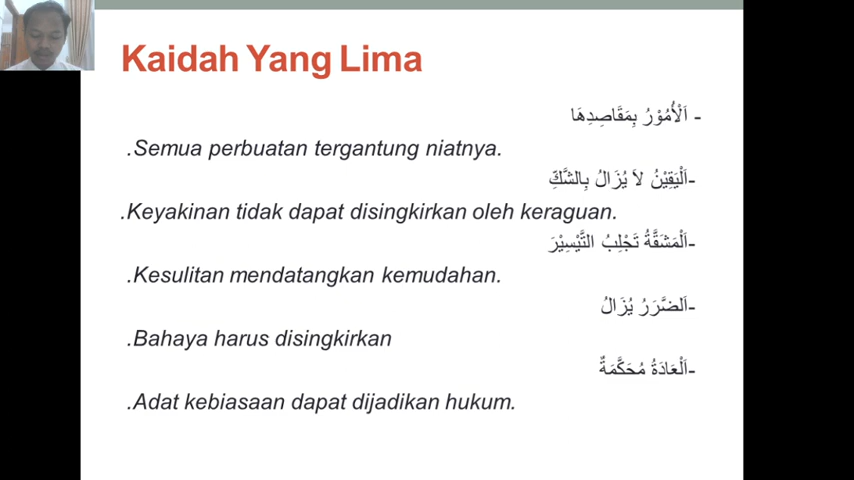 Kaidah Yang Lima
- اَلْأُمُوْرُ بِمَقَاصِدِهَا
.Semua perbuatan tergantung niatnya.
-اَلْيَقِيْنُ لاَ يُزَالُ بِالشَّكِّ
.Keyakinan tidak dapat disingkirkan oleh keraguan.
-اَلْمَشَقَّةُ تَجْلِبُ التَّيْسِيْرَ
.Kesulitan mendatangkan kemudahan.
-اَلضَّرَرُ يُزَالُ
.Bahaya harus disingkirkan
-اَلْعَادَةُ مُحَكَّمَةٌ
.Adat kebiasaan dapat dijadikan hukum.